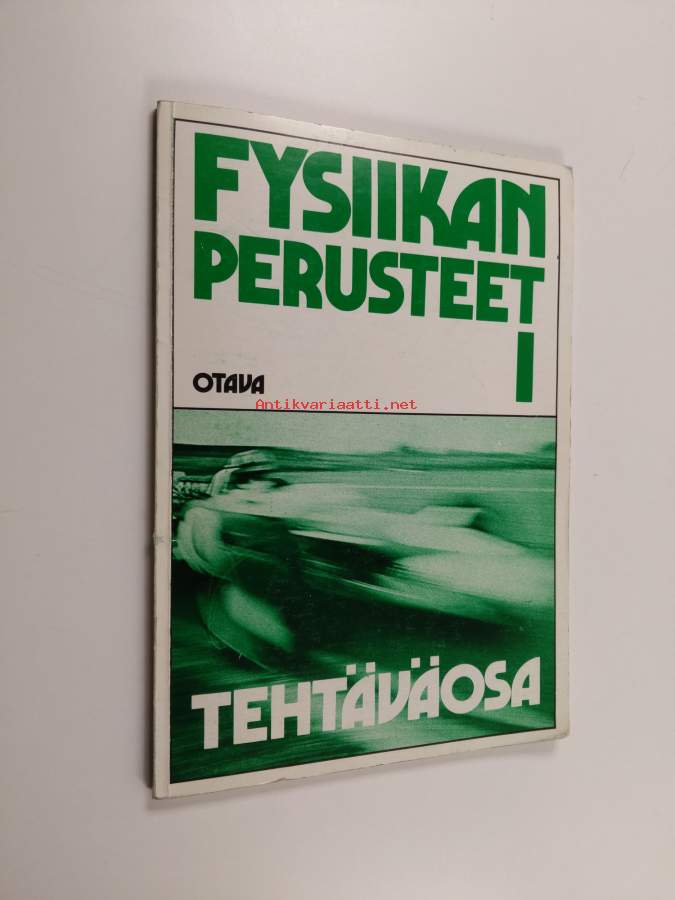 FYSIIKAN
PERUSTEET
I
OTAVA
Antikvariaatti.net
TEHTÄVÄOSA